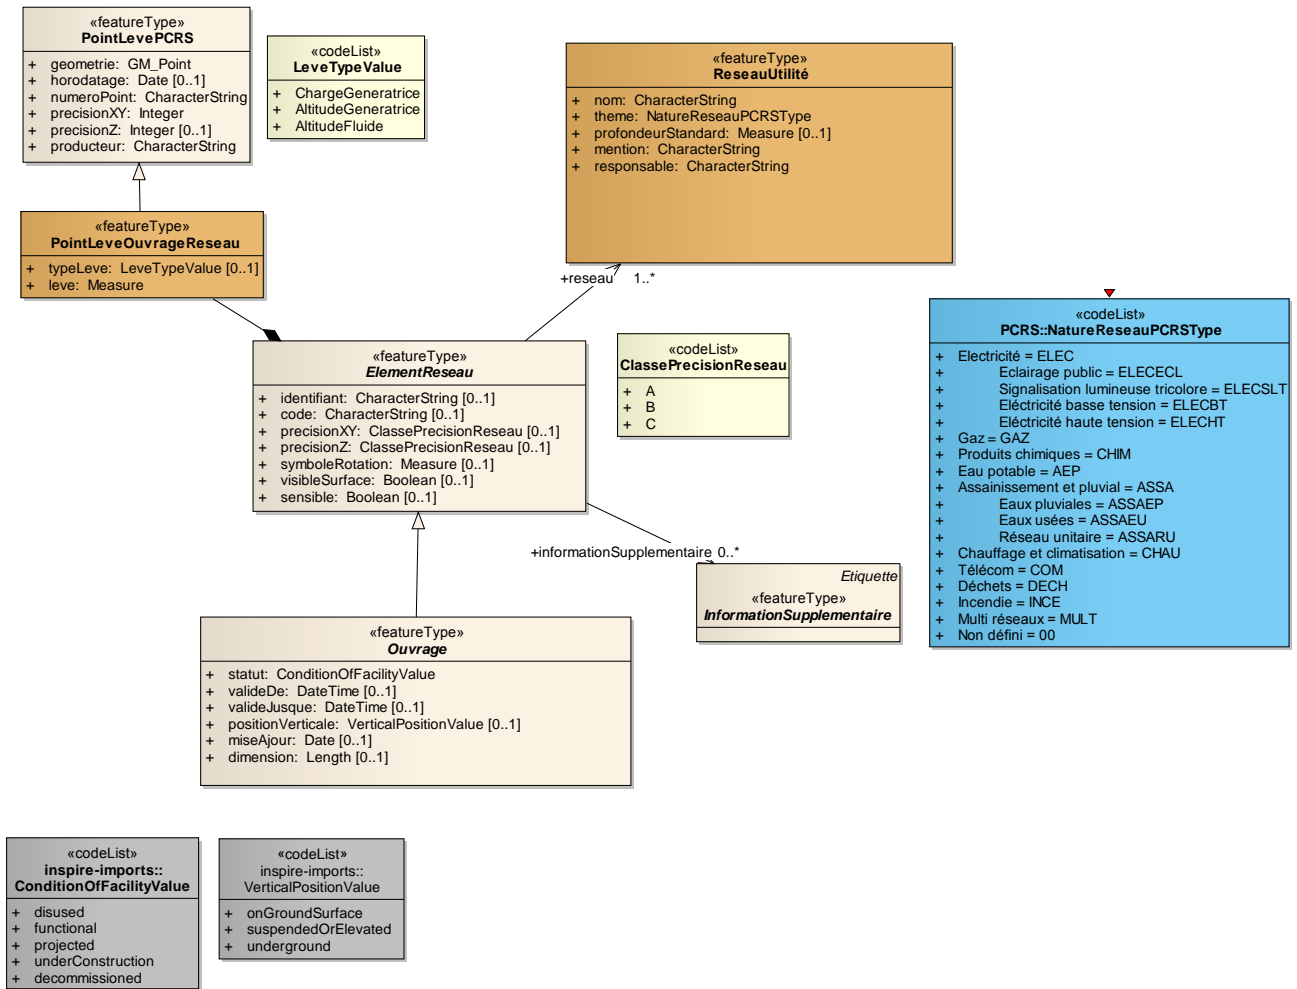 «featureType»
PointLevePCRS
+ geometrie: GM_Point
+ horodatage: Date [0..1]
+ numeroPoint: CharacterString
+ precisionXY: Integer
+ precisionZ: Integer [0..1]
+ producteur: CharacterString
«codeList»
LeveTypeValue
+ ChargeGeneratrice
+ AltitudeGeneratrice
+ AltitudeFluide
«featureType»
ReseauUtilité
+ nom: CharacterString
+ theme: NatureReseauPCRSType
+ profondeurStandard: Measure [0..1]
+ mention: CharacterString
+ responsable: CharacterString
«featureType»
PointLeveOuvrageReseau
+ typeLeve: LeveTypeValue [0..1]
+ leve: Measure
+reseau 1..*
«featureType»
ElementReseau
+ identifiant: CharacterString [0..1]
+ code: CharacterString [0..1]
+ precisionXY: ClassePrecisionReseau [0..1]
+ precisionZ: ClassePrecisionReseau [0..1]
+ symboleRotation: Measure [0..1]
+ visibleSurface: Boolean [0..1]
+ sensible: Boolean [0..1]
«codeList»
ClassePrecisionReseau
+ A
+ B
+ C
«codeList»
PCRS::NatureReseauPCRSType
+ Electricité = ELEC
+ Eclairage public = ELECECL
+ Signalisation lumineuse tricolore = ELECSLT
+ Eléctricité basse tension = ELECBT
+ Eléctricité haute tension = ELECHT
+ Gaz = GAZ
+ Produits chimiques = CHIM
+ Eau potable = AEP
+ Assainissement et pluvial = ASSA
+ Eaux pluviales = ASSAEP
+ Eaux usées = ASSAEU
+ Réseau unitaire = ASSARU
+ Chauffage et climatisation = CHAU
+ Télécom = COM
+ Déchets = DECH
+ Incendie = INCE
+ Multi réseaux = MULT
+ Non défini = 00
+informationSupplementaire 0..*
Etiquette
«featureType»
InformationSupplementaire
«featureType»
Ouvrage
+ statut: ConditionOfFacilityValue
+ valideDe: DateTime [0..1]
+ valideJusque: DateTime [0..1]
+ positionVerticale: VerticalPositionValue [0..1]
+ miseAjour: Date [0..1]
+ dimension: Length [0..1]
«codeList»
inspire-imports::
ConditionOfFacilityValue
+ disused
+ functional
+ projected
+ underConstruction
+ decommissioned
«codeList»
inspire-imports::
VerticalPositionValue
+ onGroundSurface
+ suspendedOrElevated
+ underground